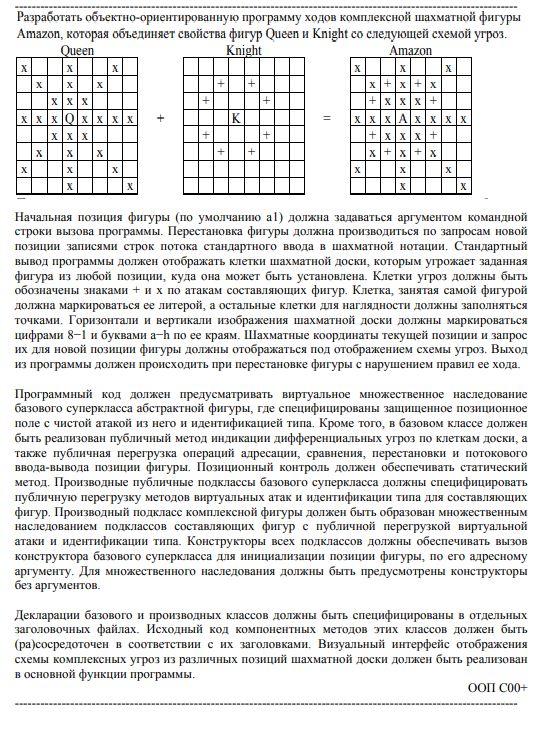 Разработать объектно-ориентированную программу ходов комплексной шахматной фигуры
Amazon, которая объединяет свойства фигур Queen и Knight со следующей схемой угроз.
Queen Knight Amazon
x x x x x x
x x x + + x + x + x
x x x + + + x x x +
x x x Q x x x x + K = x x x A x x x x
x x x + + + x x x +
x x x + + x + x + x
x x x x x x
x x x x
Начальная позиция фигуры (по умолчанию a1) должна задаваться аргументом командной
строки вызова программы. Перестановка фигуры должна производиться по запросам новой
позиции записями строк потока стандартного ввода в шахматной нотации. Стандартный
вывод программы должен отображать клетки шахматной доски, которым угрожает заданная
фигура из любой позиции, куда она может быть установлена. Клетки угроз должны быть
обозначены знаками + и x по атакам составляющих фигур. Клетка, занятая самой фигурой
должна маркироваться ее литерой, а остальные клетки для наглядности должны заполняться
точками. Горизонтали и вертикали изображения шахматной доски должны маркироваться
цифрами 8−1 и буквами a−h по ее краям. Шахматные координаты текущей позиции и запрос
их для новой позиции фигуры должны отображаться под отображением схемы угроз. Выход
из программы должен происходить при перестановке фигуры с нарушением правил ее хода.
Программный код должен предусматривать виртуальное множественное наследование
базового суперкласса абстрактной фигуры, где специфицированы защищенное позиционное
поле с чистой атакой из него и идентификацией типа. Кроме того, в базовом классе должен
быть реализован публичный метод индикации дифференциальных угроз по клеткам доски, а
также публичная перегрузка операций адресации, сравнения, перестановки и потокового
ввода-вывода позиции фигуры. Позиционный контроль должен обеспечивать статический
метод. Производные публичные подклассы базового суперкласса должны специфицировать
публичную перегрузку методов виртуальных атак и идентификации типа для составляющих
фигур. Производный подкласс комплексной фигуры должен быть образован множественным
наследованием подклассов составляющих фигур с публичной перегрузкой виртуальной
атаки и идентификации типа. Конструкторы всех подклассов должны обеспечивать вызов
конструктора базового суперкласса для инициализации позиции фигуры, по его адресному
аргументу. Для множественного наследования должны быть предусмотрены конструкторы
без аргументов.
Декларации базового и производных классов должны быть специфицированы в отдельных
заголовочных файлах. Исходный код компонентных методов этих классов должен быть
(ра)сосредоточен в соответствии с их заголовками. Визуальный интерфейс отображения
схемы комплексных угроз из различных позиций шахматной доски должен быть реализован
в основной функции программы.
ООП С00+